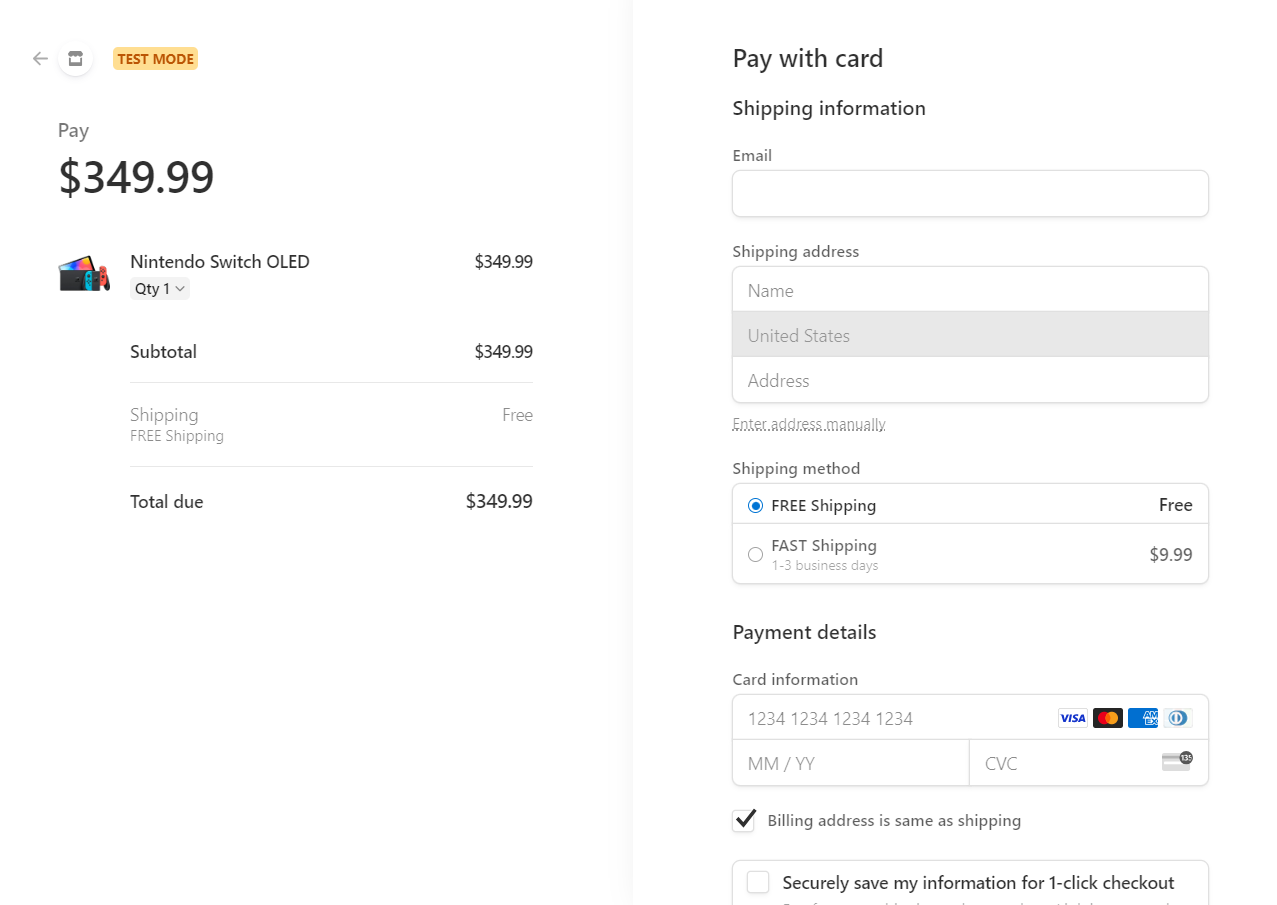 TEST MODE
Pay
$349.99
Nintendo Switch OLED $349.99
Qty 1
Subtotal $349.99
Shipping Free
FREE Shipping
Total due $349.99
Pay with card
Shipping information
Email
Shipping address
Name
United States
Address
Enter address manually
Shipping method
FREE Shipping Free
FAST Shipping
1-3 business days
$9.99
Payment details
Card information
1234 1234 1234 1234 VISA AMEX
MM / YY CVC 135
Billing address is same as shipping
Securely save my information for 1-click checkout